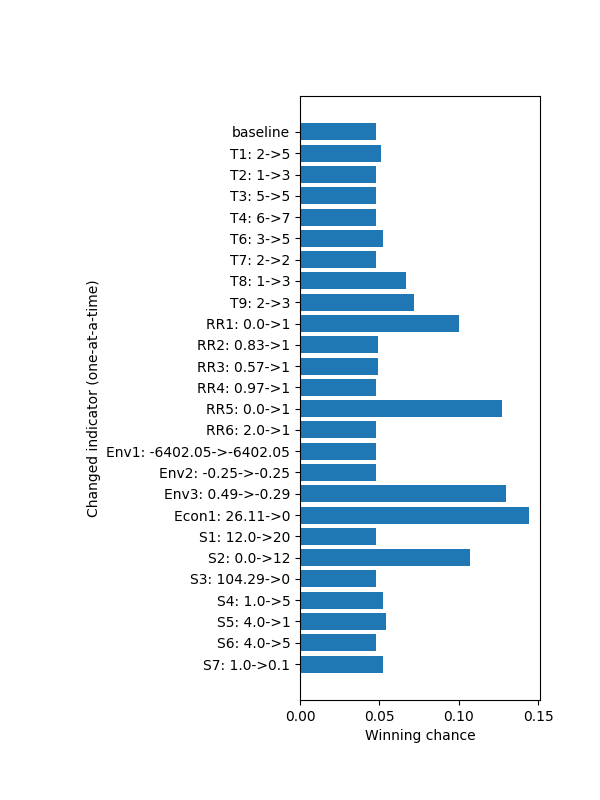 baseline
T1: 2->5
T2: 1->3
T3: 5->5
T4: 6->7
T6: 3->5
T7: 2->2
T8: 1->3
T9: 2->3
RR1: 0.0->1
RR2: 0.83->1
RR3: 0.57->1
RR4: 0.97->1
RR5: 0.0->1
RR6: 2.0->1
Env1: -6402.05->-6402.05
Env2: -0.25->-0.25
Env3: 0.49->-0.29
Econ1: 26.11->0
S1: 12.0->20
S2: 0.0->12
S3: 104.29->0
S4: 1.0->5
S5: 4.0->1
S6: 4.0->5
S7: 1.0->0.1
Changed indicator (one-at-a-time)
0.00 0.05 0.10 0.15
Winning chance